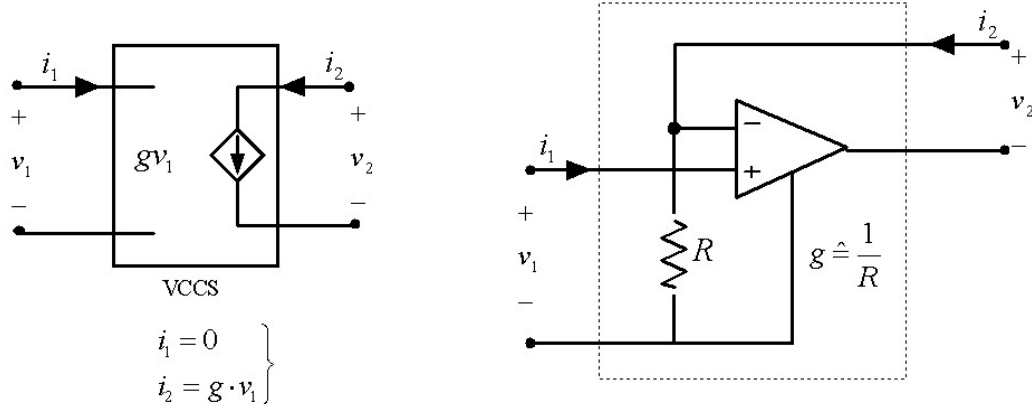 i₁
i₂
+
+
v₁
gv₁
v₂
−
−
VCCS
i₁ = 0
i₂ = g · v₁
i₂
+
v₂
−
−
+
i₁
+
v₁
−
R
g ≙ 1/R